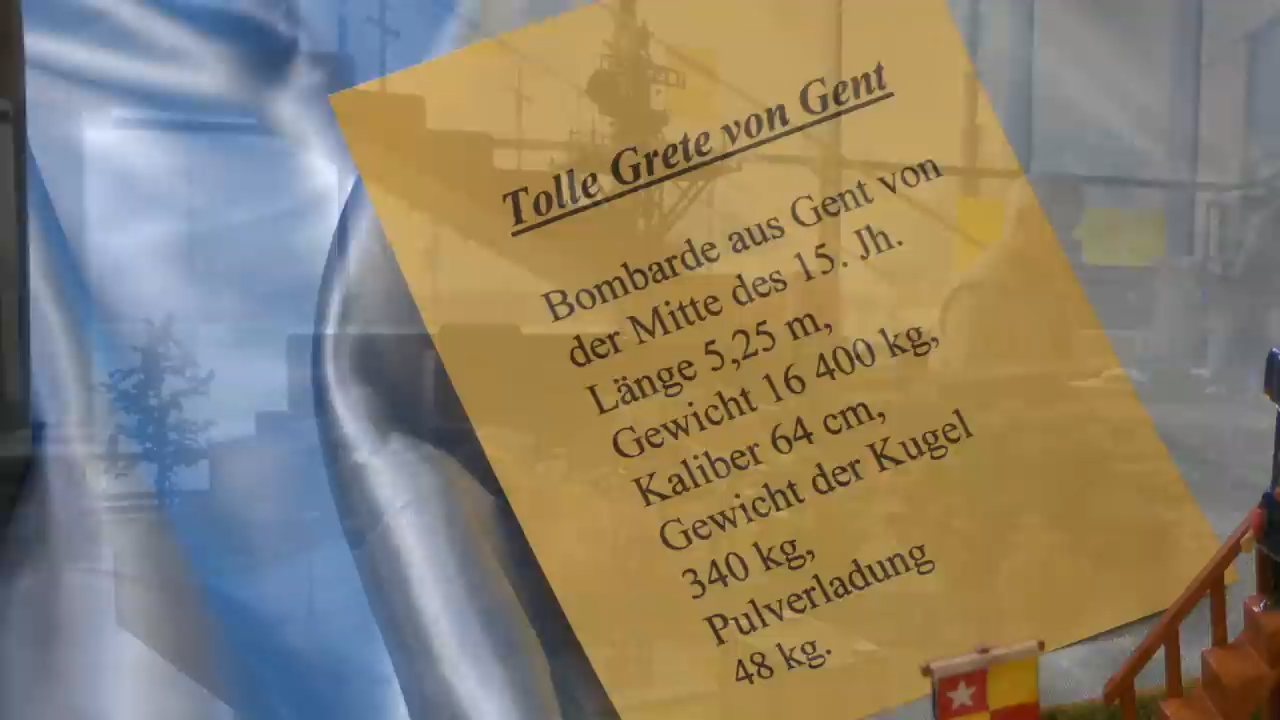 Tolle Grete von Gent
Bombarde aus Gent von
der Mitte des 15. Jh.
Länge 5,25 m,
Gewicht 16 400 kg,
Kaliber 64 cm,
Gewicht der Kugel
340 kg,
Pulverladung
48 kg.